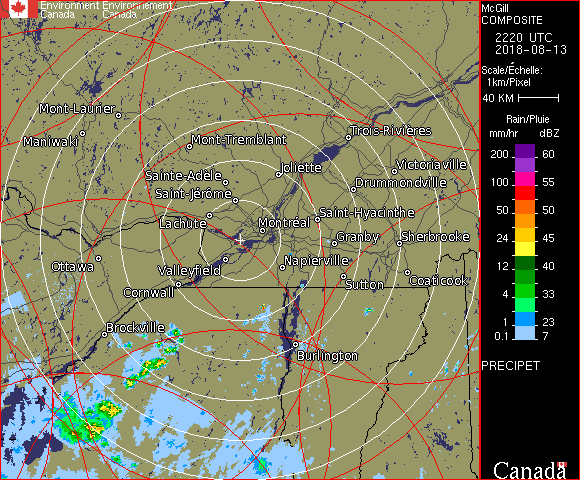 Environment Environnement
Canada Canada
McGill
COMPOSITE
2220 UTC
2018-08-13
Scale/Échelle:
1km/Pixel
40 KM
Rain/Pluie
mm/hr dBZ
200 60
150 57
100 55
50 50
24 45
12 40
4 33
1 23
0.1 7
PRECIPET
Canada
Mont-Laurier
Maniwaki
Mont-Tremblant
Trois-Rivières
Sainte-Adèle
Joliette
Victoriaville
Saint-Jérôme
Drummondville
Lachute
Montréal
Saint-Hyacinthe
Granby
Sherbrooke
Ottawa
Valleyfield
Napierville
Cornwall
Sutton
Coaticook
Brockville
Burlington